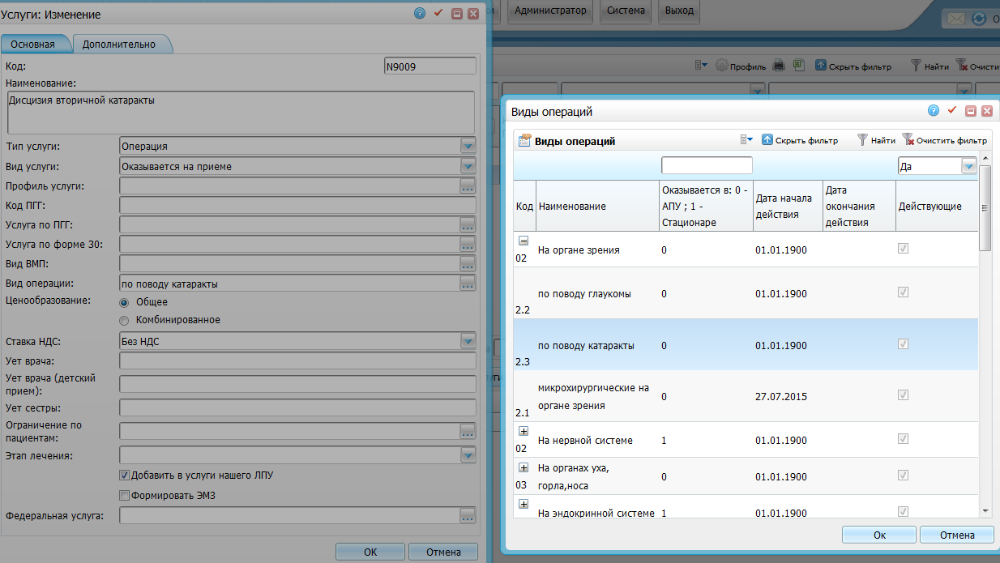 Услуги: Изменение
Администратор
Система
Выход
Основная
Дополнительно
Код:
N9009
Наименование:
Дисцизия вторичной катаракты
Тип услуги:
Операция
Вид услуги:
Оказывается на приеме
Профиль услуги:
Код ПГГ:
Услуга по ПГГ:
Услуга по форме 30:
Вид ВМП:
Вид операции:
по поводу катаракты
Ценообразование:
Общее
Комбинированное
Ставка НДС:
Без НДС
Ует врача:
Ует врача (детский
прием):
Ует сестры:
Ограничение по
пациентам:
Этап лечения:
Добавить в услуги нашего ЛПУ
Формировать ЭМЗ
Федеральная услуга:
ОК
Отмена
Профиль
Скрыть фильтр
Найти
Очисти
Виды операций
Виды операций
Скрыть фильтр
Найти
Очистить фильтр
Да
Код
Наименование
Оказывается в: 0 -
АПУ ; 1 -
Стационаре
Дата начала
действия
Дата
окончания
действия
Действующие
02
На органе зрения
0
01.01.1900
2.2
по поводу глаукомы
0
01.01.1900
2.3
по поводу катаракты
0
01.01.1900
2.1
микрохирургические на
органе зрения
0
27.07.2015
02
На нервной системе
1
01.01.1900
03
На органах уха,
горла,носа
0
01.01.1900
На эндокринной системе
1
01.01.1900
Ок
Отмена